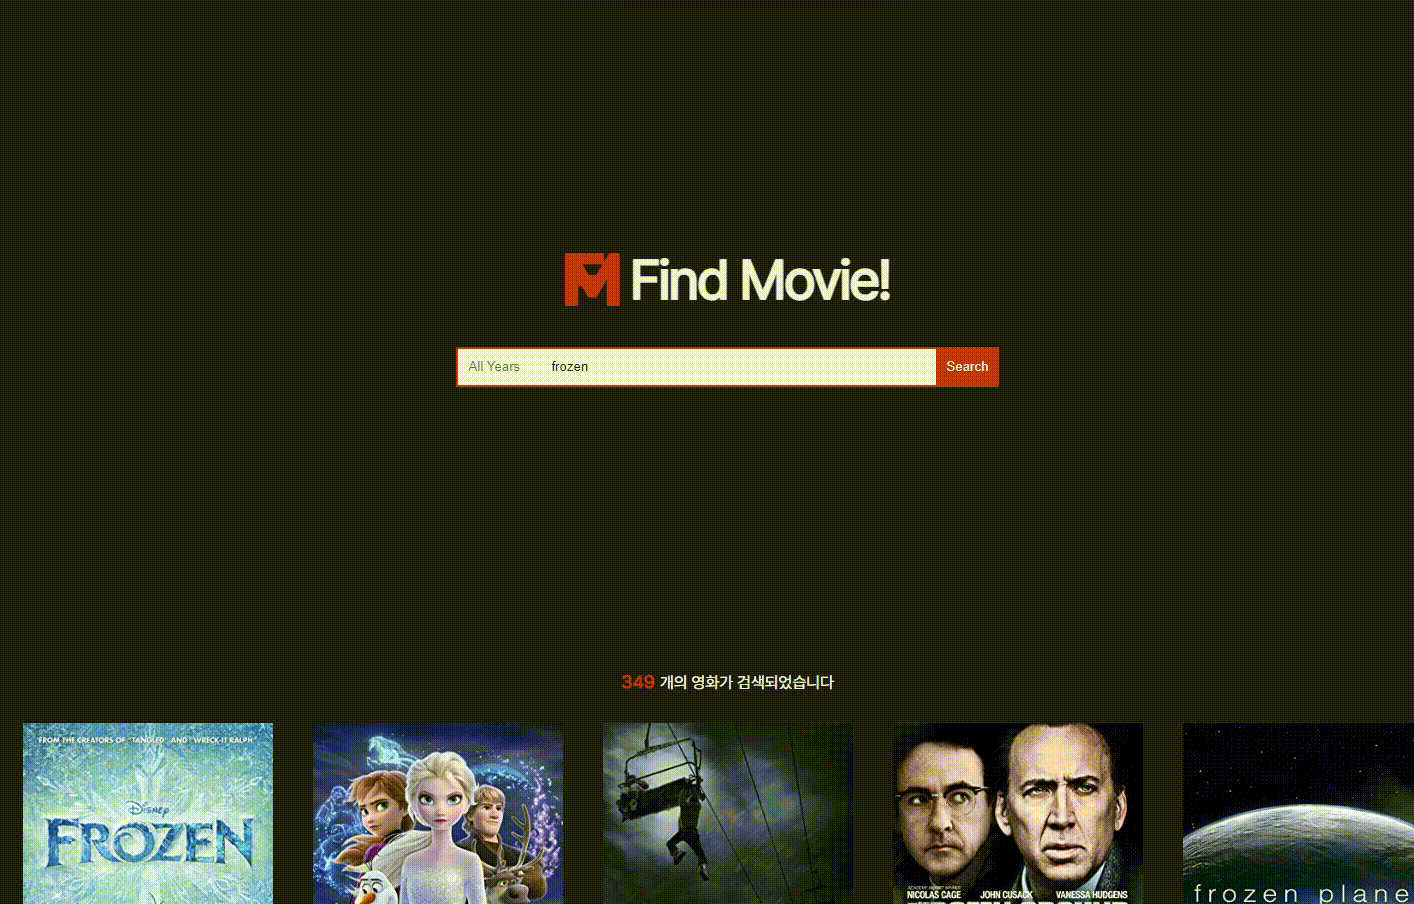 Find Movie!
All Years frozen Search
349 개의 영화가 검색되었습니다
FROM THE CREATORS OF "TANGLED" AND "WRECK-IT RALPH"
Disney
FROZEN
NICOLAS CAGE JOHN CUSACK VANESSA HUDGENS
frozen plane